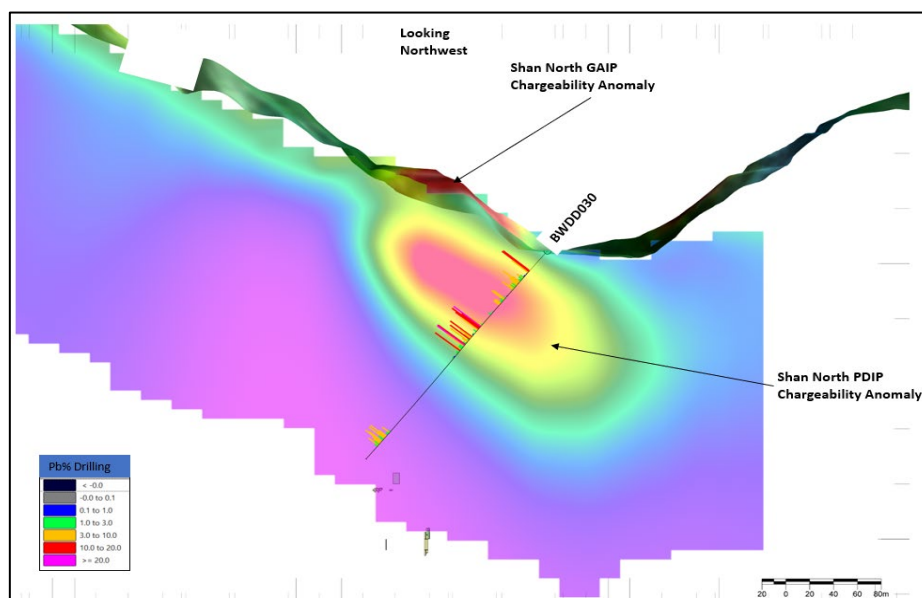 Looking
Northwest
Shan North GAIP
Chargeability Anomaly
BWDD030
Shan North PDIP
Chargeability Anomaly
Pb% Drilling
< -0.0
-0.0 to 0.1
0.1 to 1.0
1.0 to 3.0
3.0 to 10.0
10.0 to 20.0
>= 20.0
20 0 20 40 60 80m